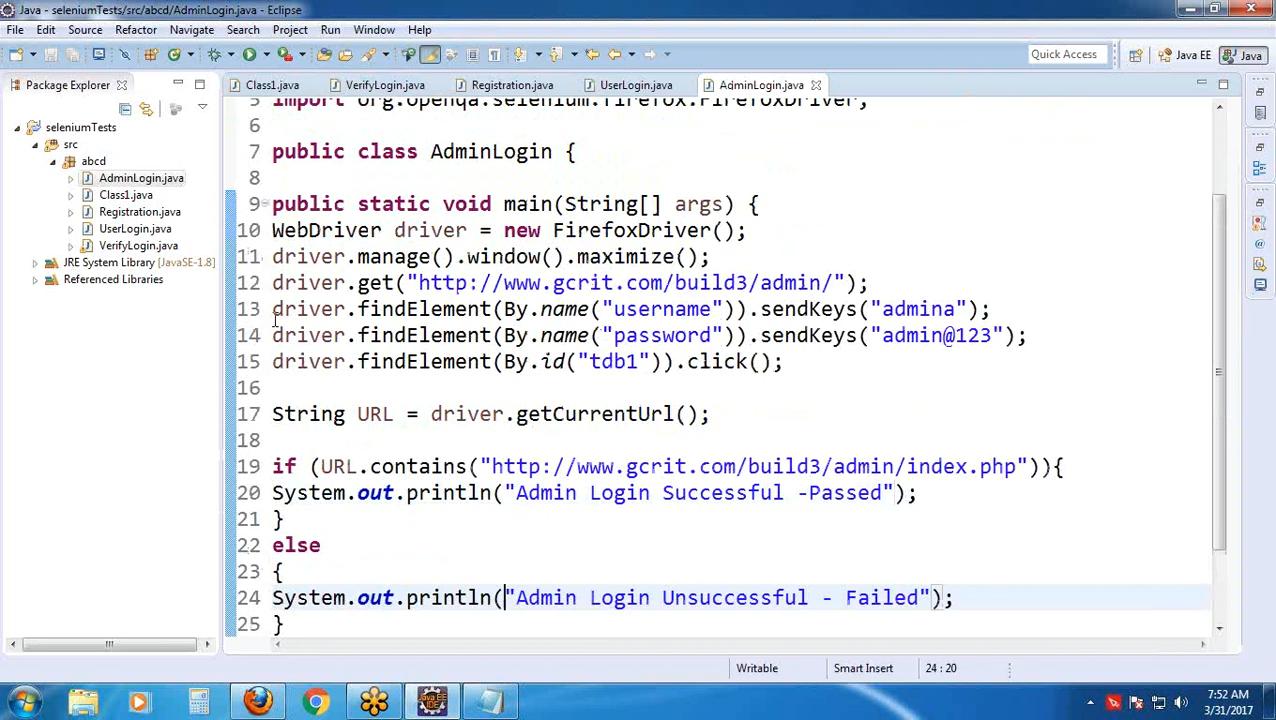 Java - seleniumTests/src/abcd/AdminLogin.java - Eclipse
File Edit Source Refactor Navigate Search Project Run Window Help
Quick Access Java EE Java
Package Explorer
Class1.java VerifyLogin.java Registration.java UserLogin.java AdminLogin.java
seleniumTests
src
abcd
AdminLogin.java
Class1.java
Registration.java
UserLogin.java
VerifyLogin.java
JRE System Library [JavaSE-1.8]
Referenced Libraries
5 import org.openqa.selenium.firefox.FirefoxDriver;
6
7 public class AdminLogin {
8
9 public static void main(String[] args) {
10 WebDriver driver = new FirefoxDriver();
11 driver.manage().window().maximize();
12 driver.get("http://www.gcrit.com/build3/admin/");
13 driver.findElement(By.name("username")).sendKeys("admina");
14 driver.findElement(By.name("password")).sendKeys("admin@123");
15 driver.findElement(By.id("tdb1")).click();
16
17 String URL = driver.getCurrentUrl();
18
19 if (URL.contains("http://www.gcrit.com/build3/admin/index.php")){
20 System.out.println("Admin Login Successful -Passed");
21 }
22 else
23 {
24 System.out.println("Admin Login Unsuccessful - Failed");
25 }
Writable Smart Insert 24 : 20
7:52 AM
3/31/2017